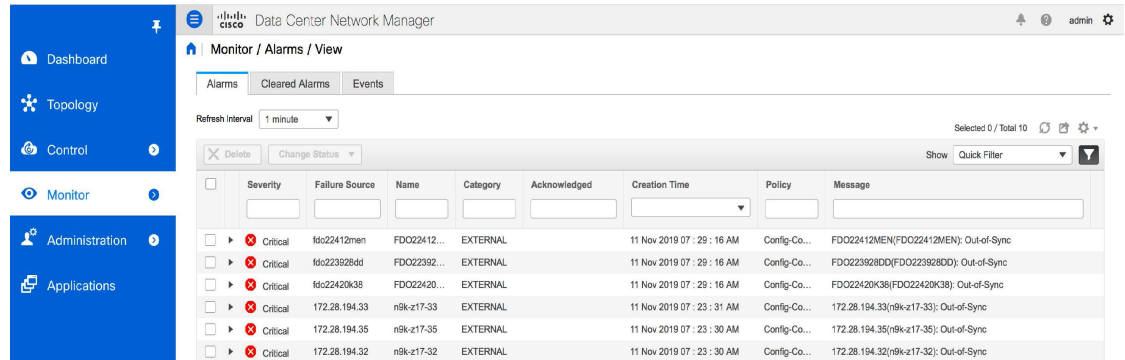 cisco Data Center Network Manager admin
Monitor / Alarms / View
Dashboard
Topology
Control
Monitor
Administration
Applications
Alarms Cleared Alarms Events
Refresh Interval 1 minute
Selected 0 / Total 10
Delete Change Status Show Quick Filter
Severity Failure Source Name Category Acknowledged Creation Time Policy Message
Critical fdo22412men FDO22412... EXTERNAL 11 Nov 2019 07 : 29 : 16 AM Config-Co... FDO22412MEN(FDO22412MEN): Out-of-Sync
Critical fdo223928dd FDO22392... EXTERNAL 11 Nov 2019 07 : 29 : 16 AM Config-Co... FDO223928DD(FDO223928DD): Out-of-Sync
Critical fdo22420k38 FDO22420... EXTERNAL 11 Nov 2019 07 : 29 : 16 AM Config-Co... FDO22420K38(FDO22420K38): Out-of-Sync
Critical 172.28.194.33 n9k-z17-33 EXTERNAL 11 Nov 2019 07 : 23 : 31 AM Config-Co... 172.28.194.33(n9k-z17-33): Out-of-Sync
Critical 172.28.194.35 n9k-z17-35 EXTERNAL 11 Nov 2019 07 : 23 : 30 AM Config-Co... 172.28.194.35(n9k-z17-35): Out-of-Sync
Critical 172.28.194.32 n9k-z17-32 EXTERNAL 11 Nov 2019 07 : 23 : 30 AM Config-Co... 172.28.194.32(n9k-z17-32): Out-of-Sync